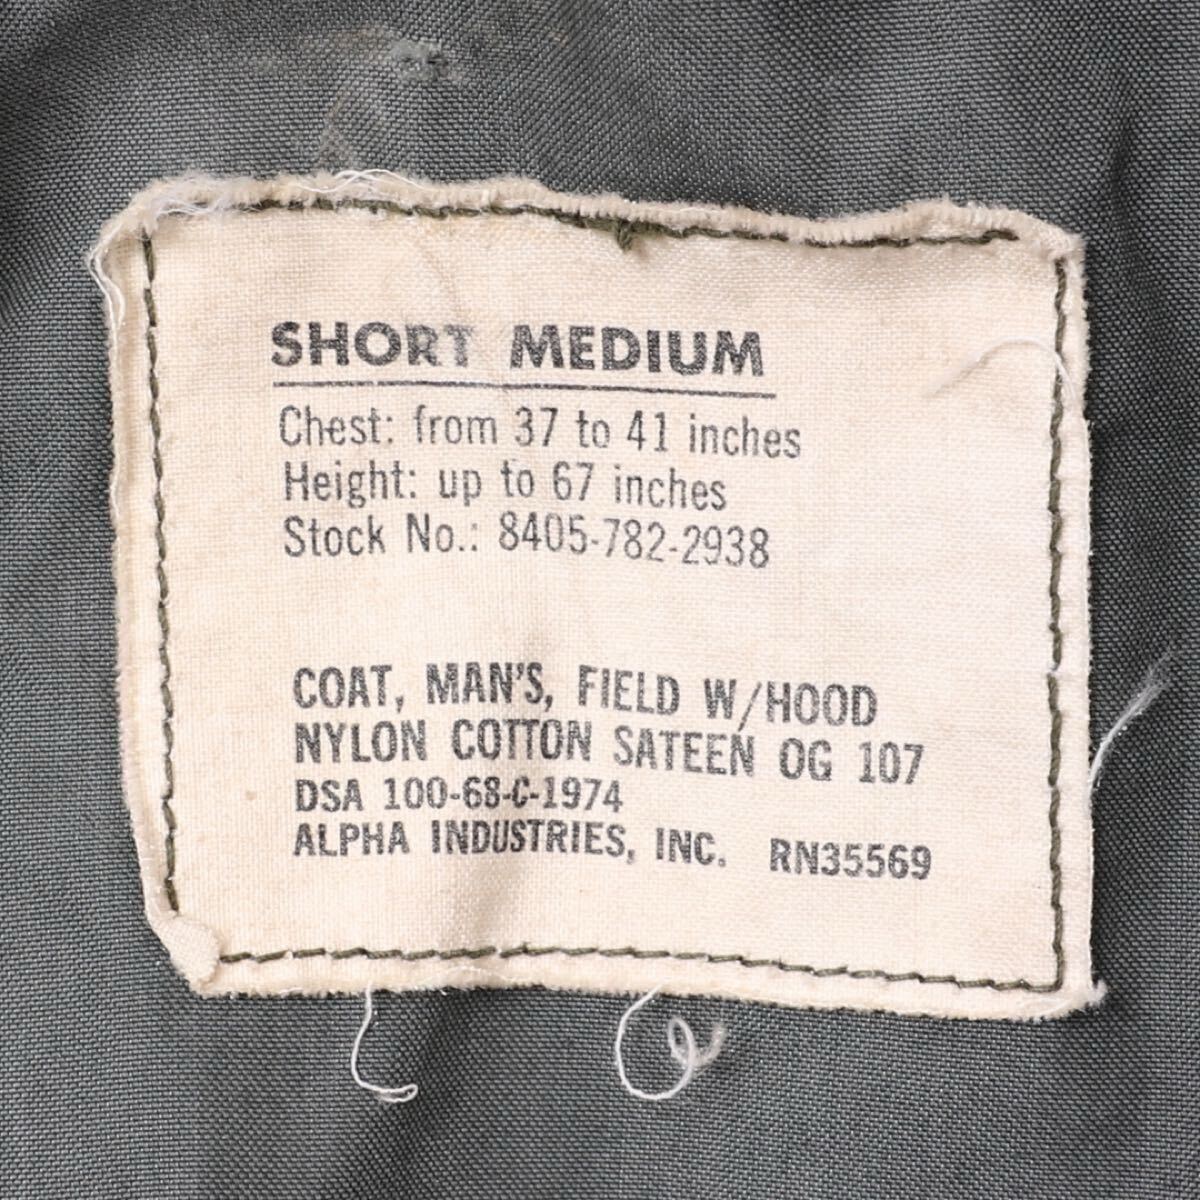 SHORT MEDIUM
Chest: from 37 to 41 inches
Height: up to 67 inches
Stock No.: 8405-782-2938
COAT, MAN'S, FIELD W/HOOD
NYLON COTTON SATEEN OG 107
DSA 100-68-C-1974
ALPHA INDUSTRIES, INC. RN35569